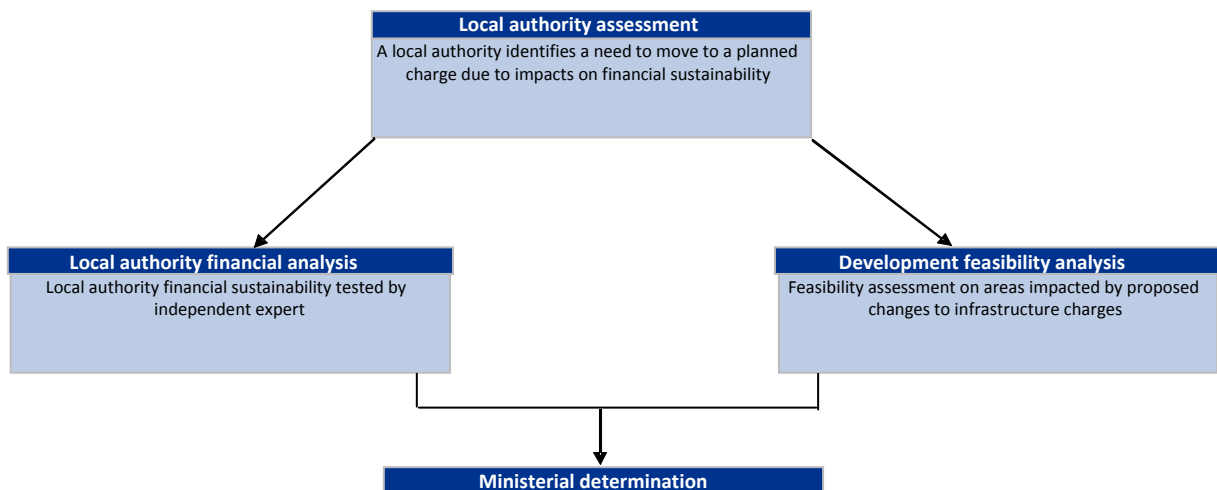 Local authority assessment
A local authority identifies a need to move to a planned
charge due to impacts on financial sustainability
Local authority financial analysis
Local authority financial sustainability tested by
independent expert
Development feasibility analysis
Feasibility assessment on areas impacted by proposed
changes to infrastructure charges
Ministerial determination